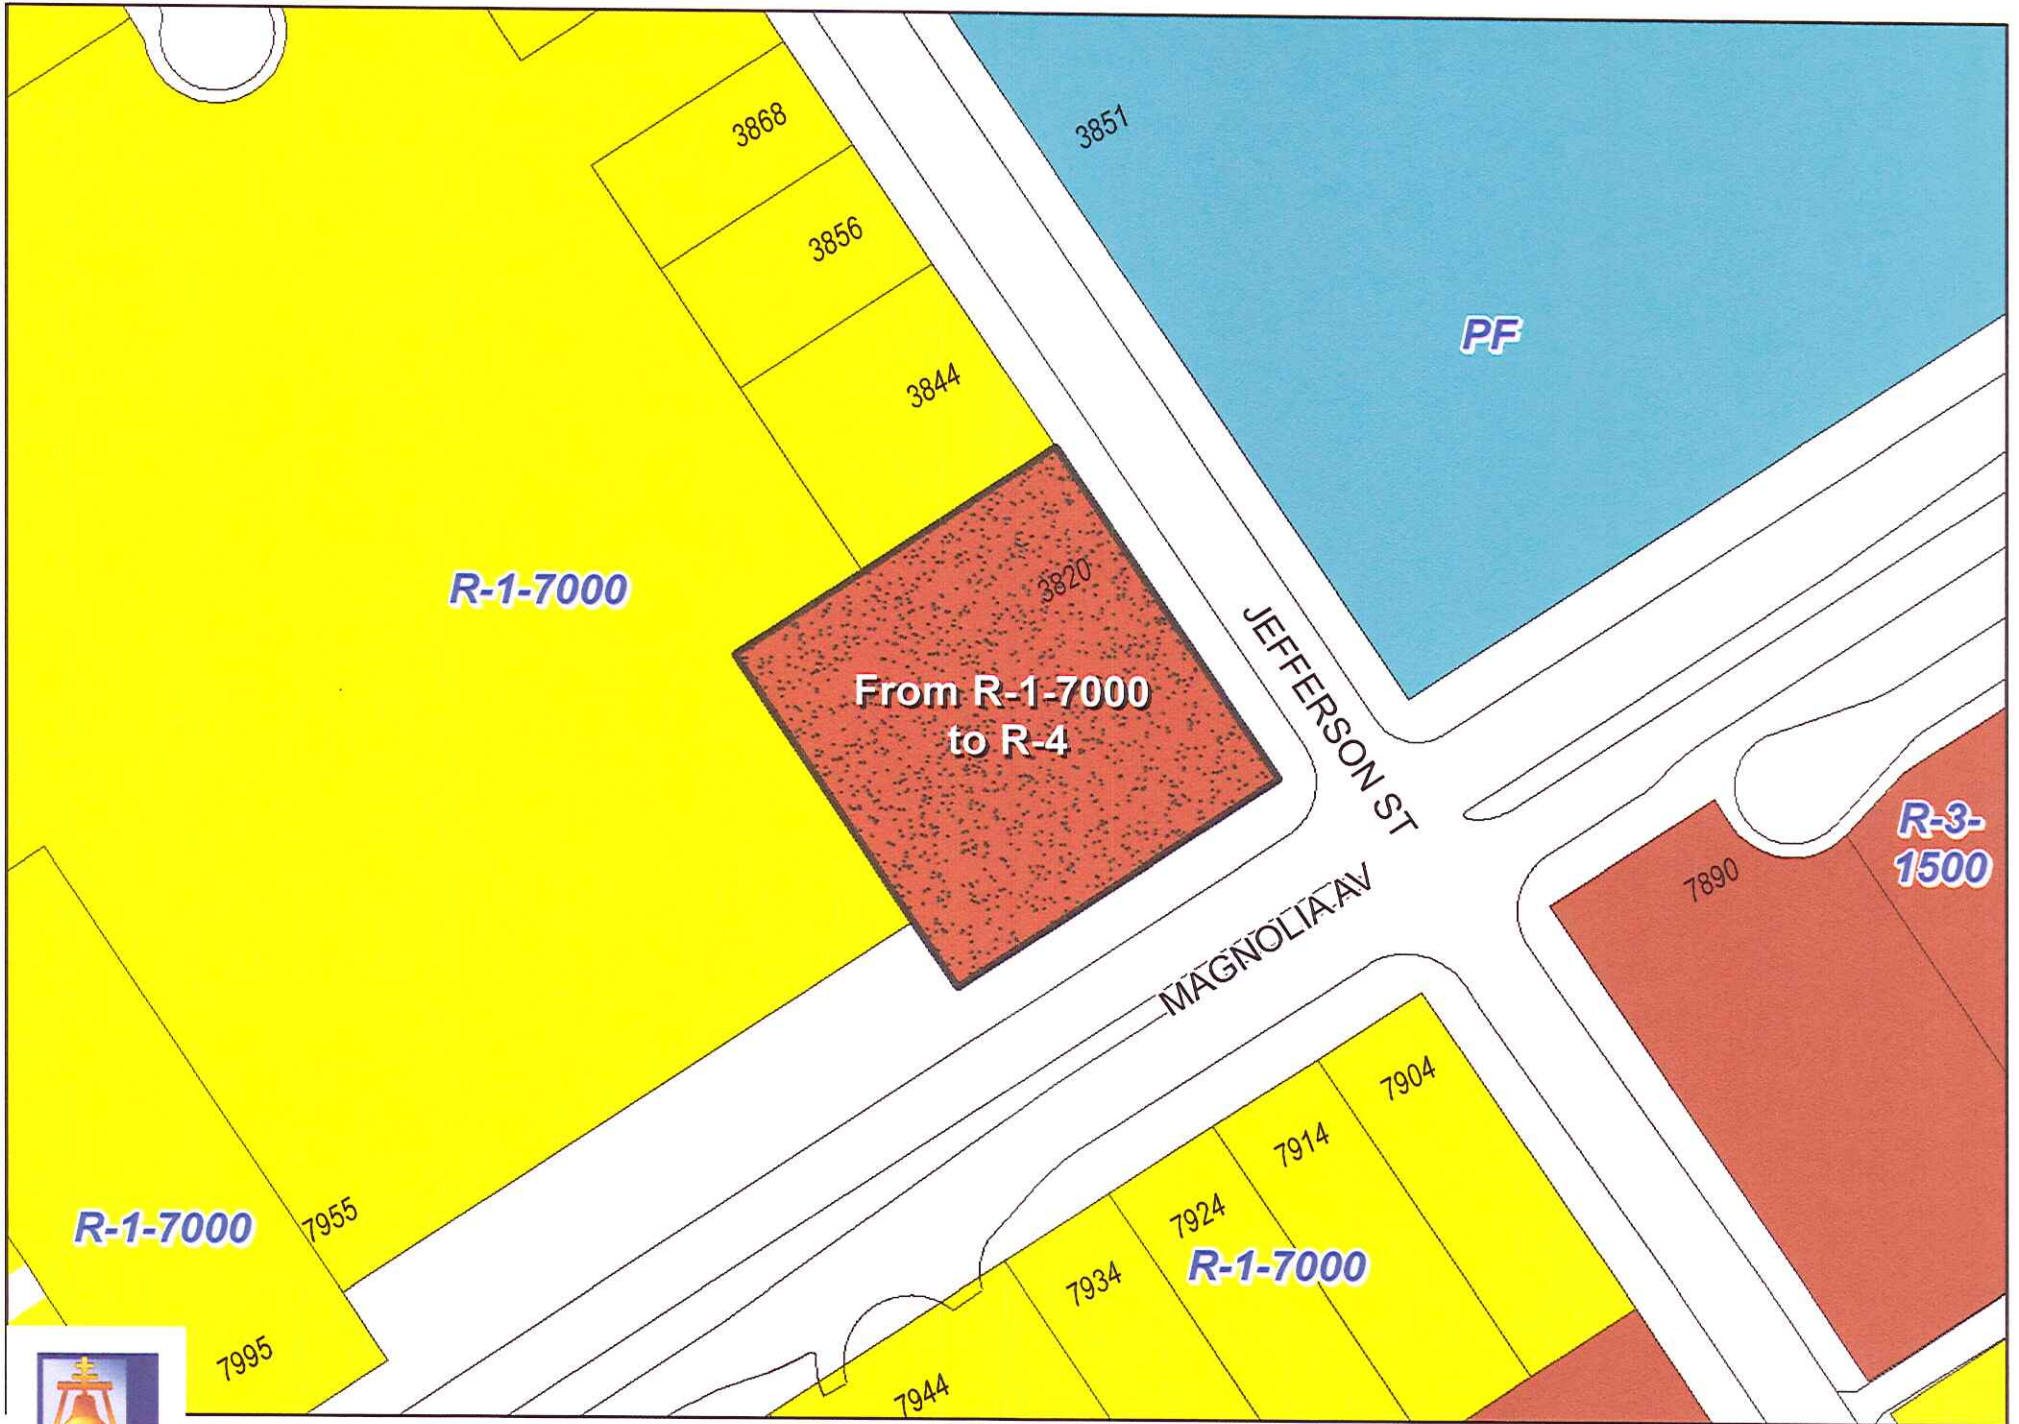 3868
3851
3856
PF
3844
R-1-7000
3820
From R-1-7000
to R-4
JEFFERSON ST
R-3-
1500
7890
MAGNOLIA AV
7904
7914
7924
R-1-7000
7934
7944
R-1-7000
7955
7995